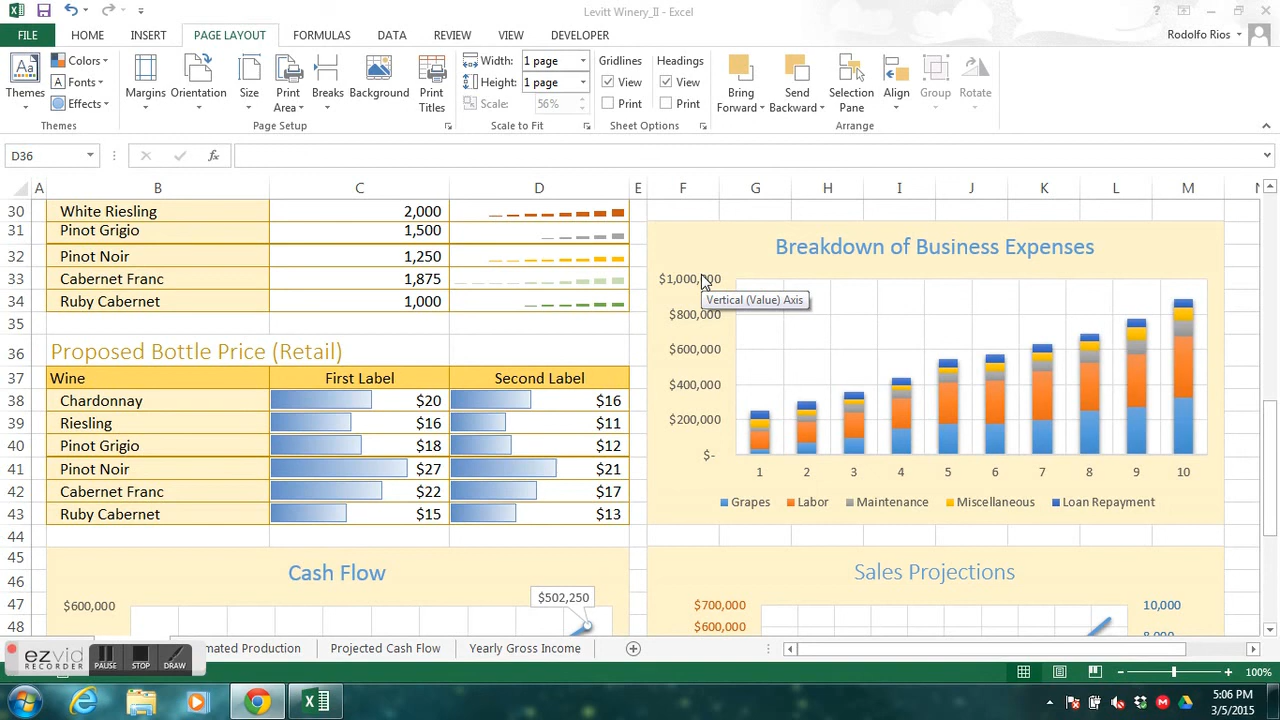 Levitt Winery_II - Excel
?
FILE HOME INSERT PAGE LAYOUT FORMULAS DATA REVIEW VIEW DEVELOPER Rodolfo Rios
Aa Themes Colors Fonts Effects
Margins Orientation Size Print Area Breaks Background Print Titles
Width: 1 page
Height: 1 page
Scale: 56%
Gridlines Headings
View View
Print Print
Bring Forward Send Backward Selection Pane Align Group Rotate
Themes Page Setup Scale to Fit Sheet Options Arrange
D36 fx
A B C D E F G H I J K L M
30 White Riesling 2,000
31 Pinot Grigio 1,500
32 Pinot Noir 1,250
33 Cabernet Franc 1,875
34 Ruby Cabernet 1,000
35
36 Proposed Bottle Price (Retail)
37 Wine First Label Second Label
38 Chardonnay $20 $16
39 Riesling $16 $11
40 Pinot Grigio $18 $12
41 Pinot Noir $27 $21
42 Cabernet Franc $22 $17
43 Ruby Cabernet $15 $13
44
45
46
47
48
Breakdown of Business Expenses
$1,000,000
Vertical (Value) Axis
$800,000
$600,000
$400,000
$200,000
$-
1 2 3 4 5 6 7 8 9 10
Grapes Labor Maintenance Miscellaneous Loan Repayment
Cash Flow
$600,000
$502,250
Sales Projections
$700,000 10,000
$600,000
ezvid
RECORDER
PAUSE STOP DRAW
mated Production Projected Cash Flow Yearly Gross Income
100%
5:06 PM
3/5/2015